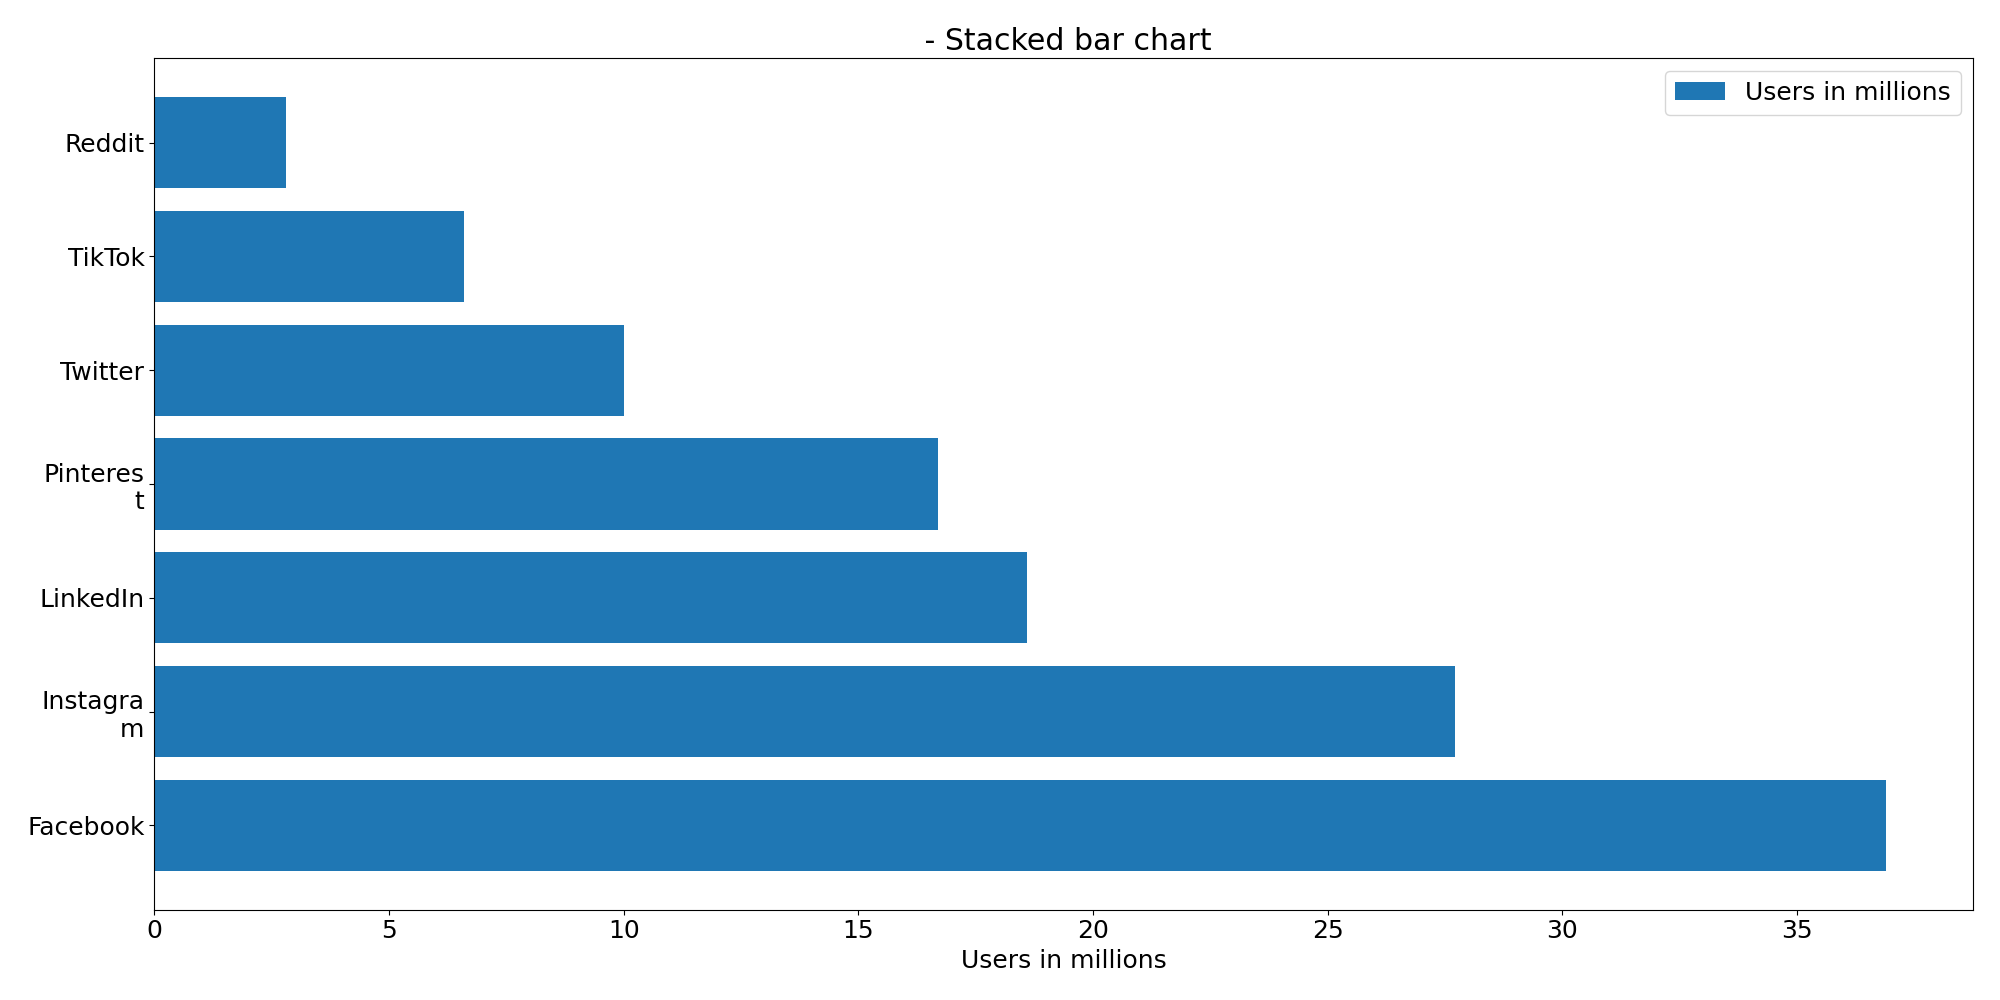 - Stacked bar chart
Users in millions
Reddit
TikTok
Twitter
Pinteres
t
LinkedIn
Instagra
m
Facebook
0 5 10 15 20 25 30 35
Users in millions